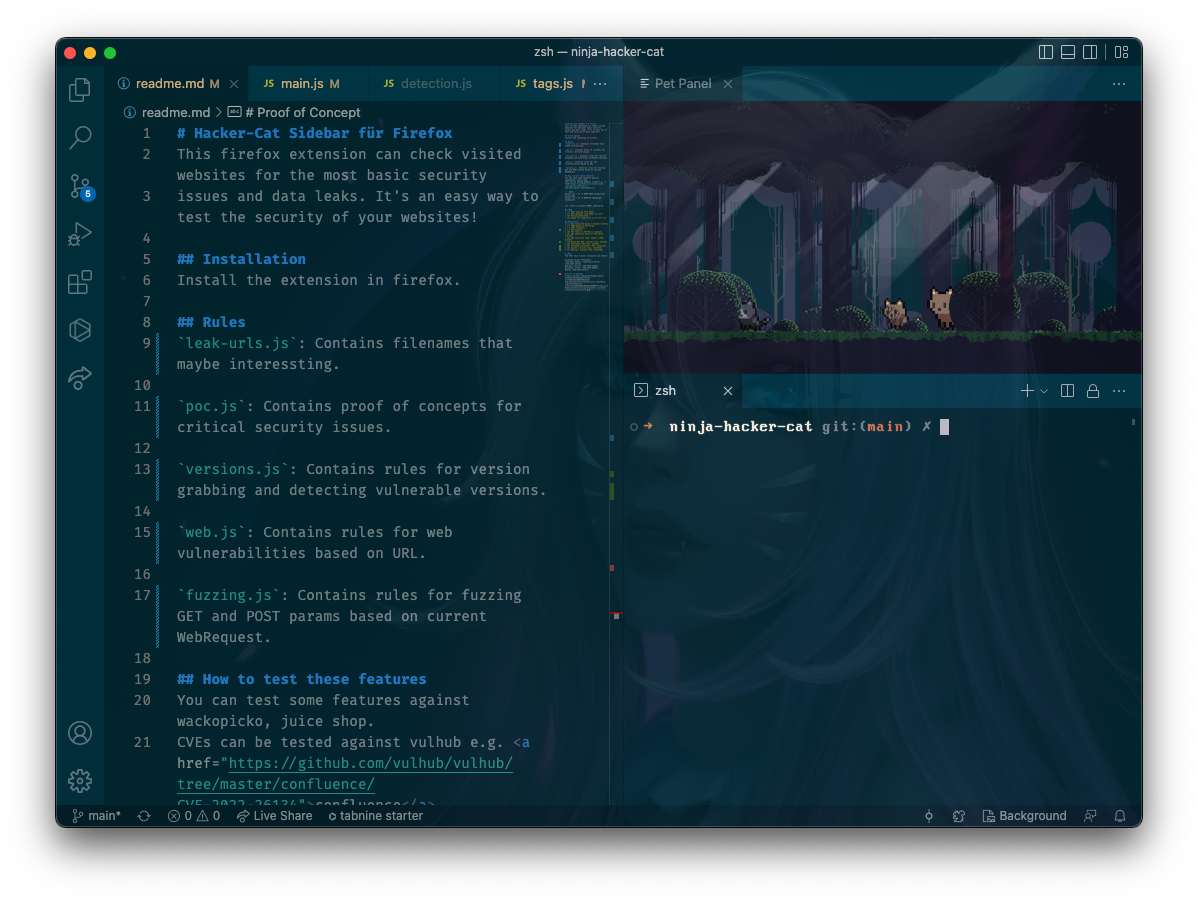 zsh — ninja-hacker-cat
readme.md M
JS main.js M
JS detection.js
JS tags.js
Pet Panel
readme.md > # Proof of Concept
1 # Hacker-Cat Sidebar für Firefox
2 This firefox extension can check visited
websites for the most basic security
3 issues and data leaks. It's an easy way to
test the security of your websites!
4
5 ## Installation
6 Install the extension in firefox.
7
8 ## Rules
9 `leak-urls.js`: Contains filenames that
maybe interessting.
10
11 `poc.js`: Contains proof of concepts for
critical security issues.
12
13 `versions.js`: Contains rules for version
grabbing and detecting vulnerable versions.
14
15 `web.js`: Contains rules for web
vulnerabilities based on URL.
16
17 `fuzzing.js`: Contains rules for fuzzing
GET and POST params based on current
WebRequest.
18
19 ## How to test these features
20 You can test some features against
wackopicko, juice shop.
21 CVEs can be tested against vulhub e.g. <a
href="https://github.com/vulhub/vulhub/
tree/master/confluence/
CVE-2022-26134">confluence</a>
5
zsh
➜ ninja-hacker-cat git:(main) ✗
main*
0 0
Live Share
tabnine starter
Background